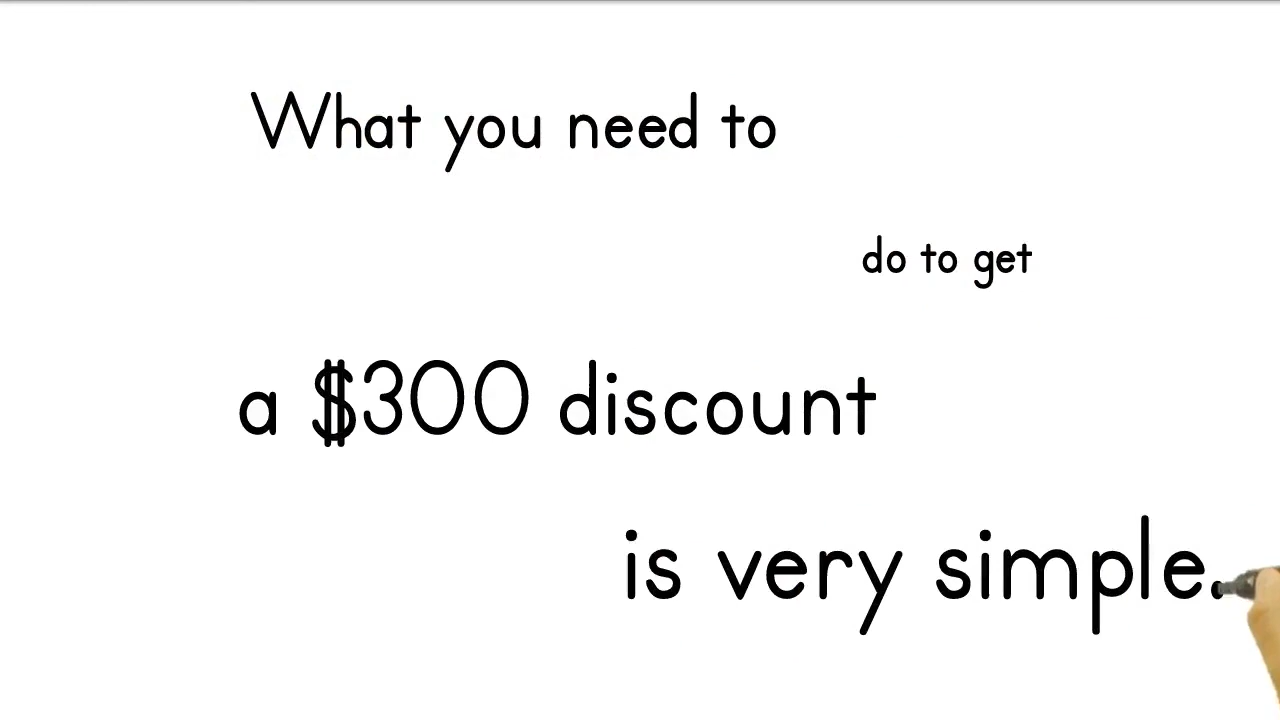 What you need to
do to get
a $300 discount
is very simple.